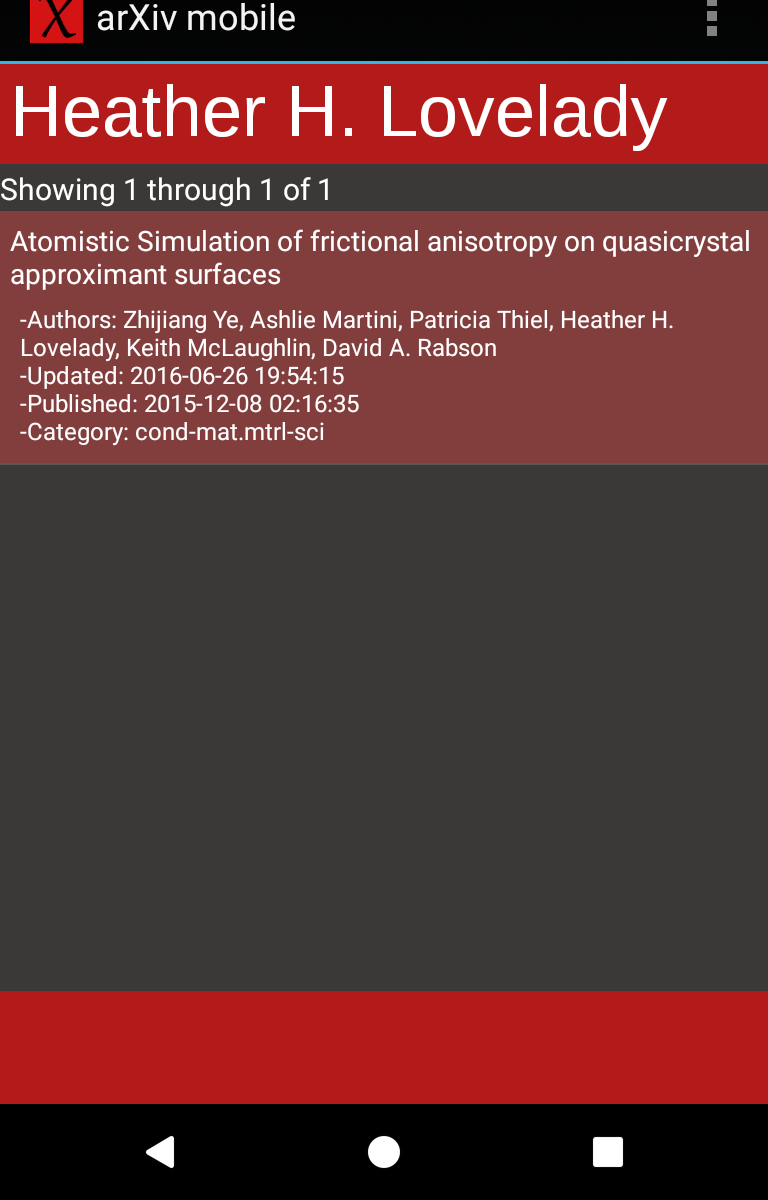 X arXiv mobile
Heather H. Lovelady
Showing 1 through 1 of 1
Atomistic Simulation of frictional anisotropy on quasicrystal
approximant surfaces
-Authors: Zhijiang Ye, Ashlie Martini, Patricia Thiel, Heather H.
Lovelady, Keith McLaughlin, David A. Rabson
-Updated: 2016-06-26 19:54:15
-Published: 2015-12-08 02:16:35
-Category: cond-mat.mtrl-sci